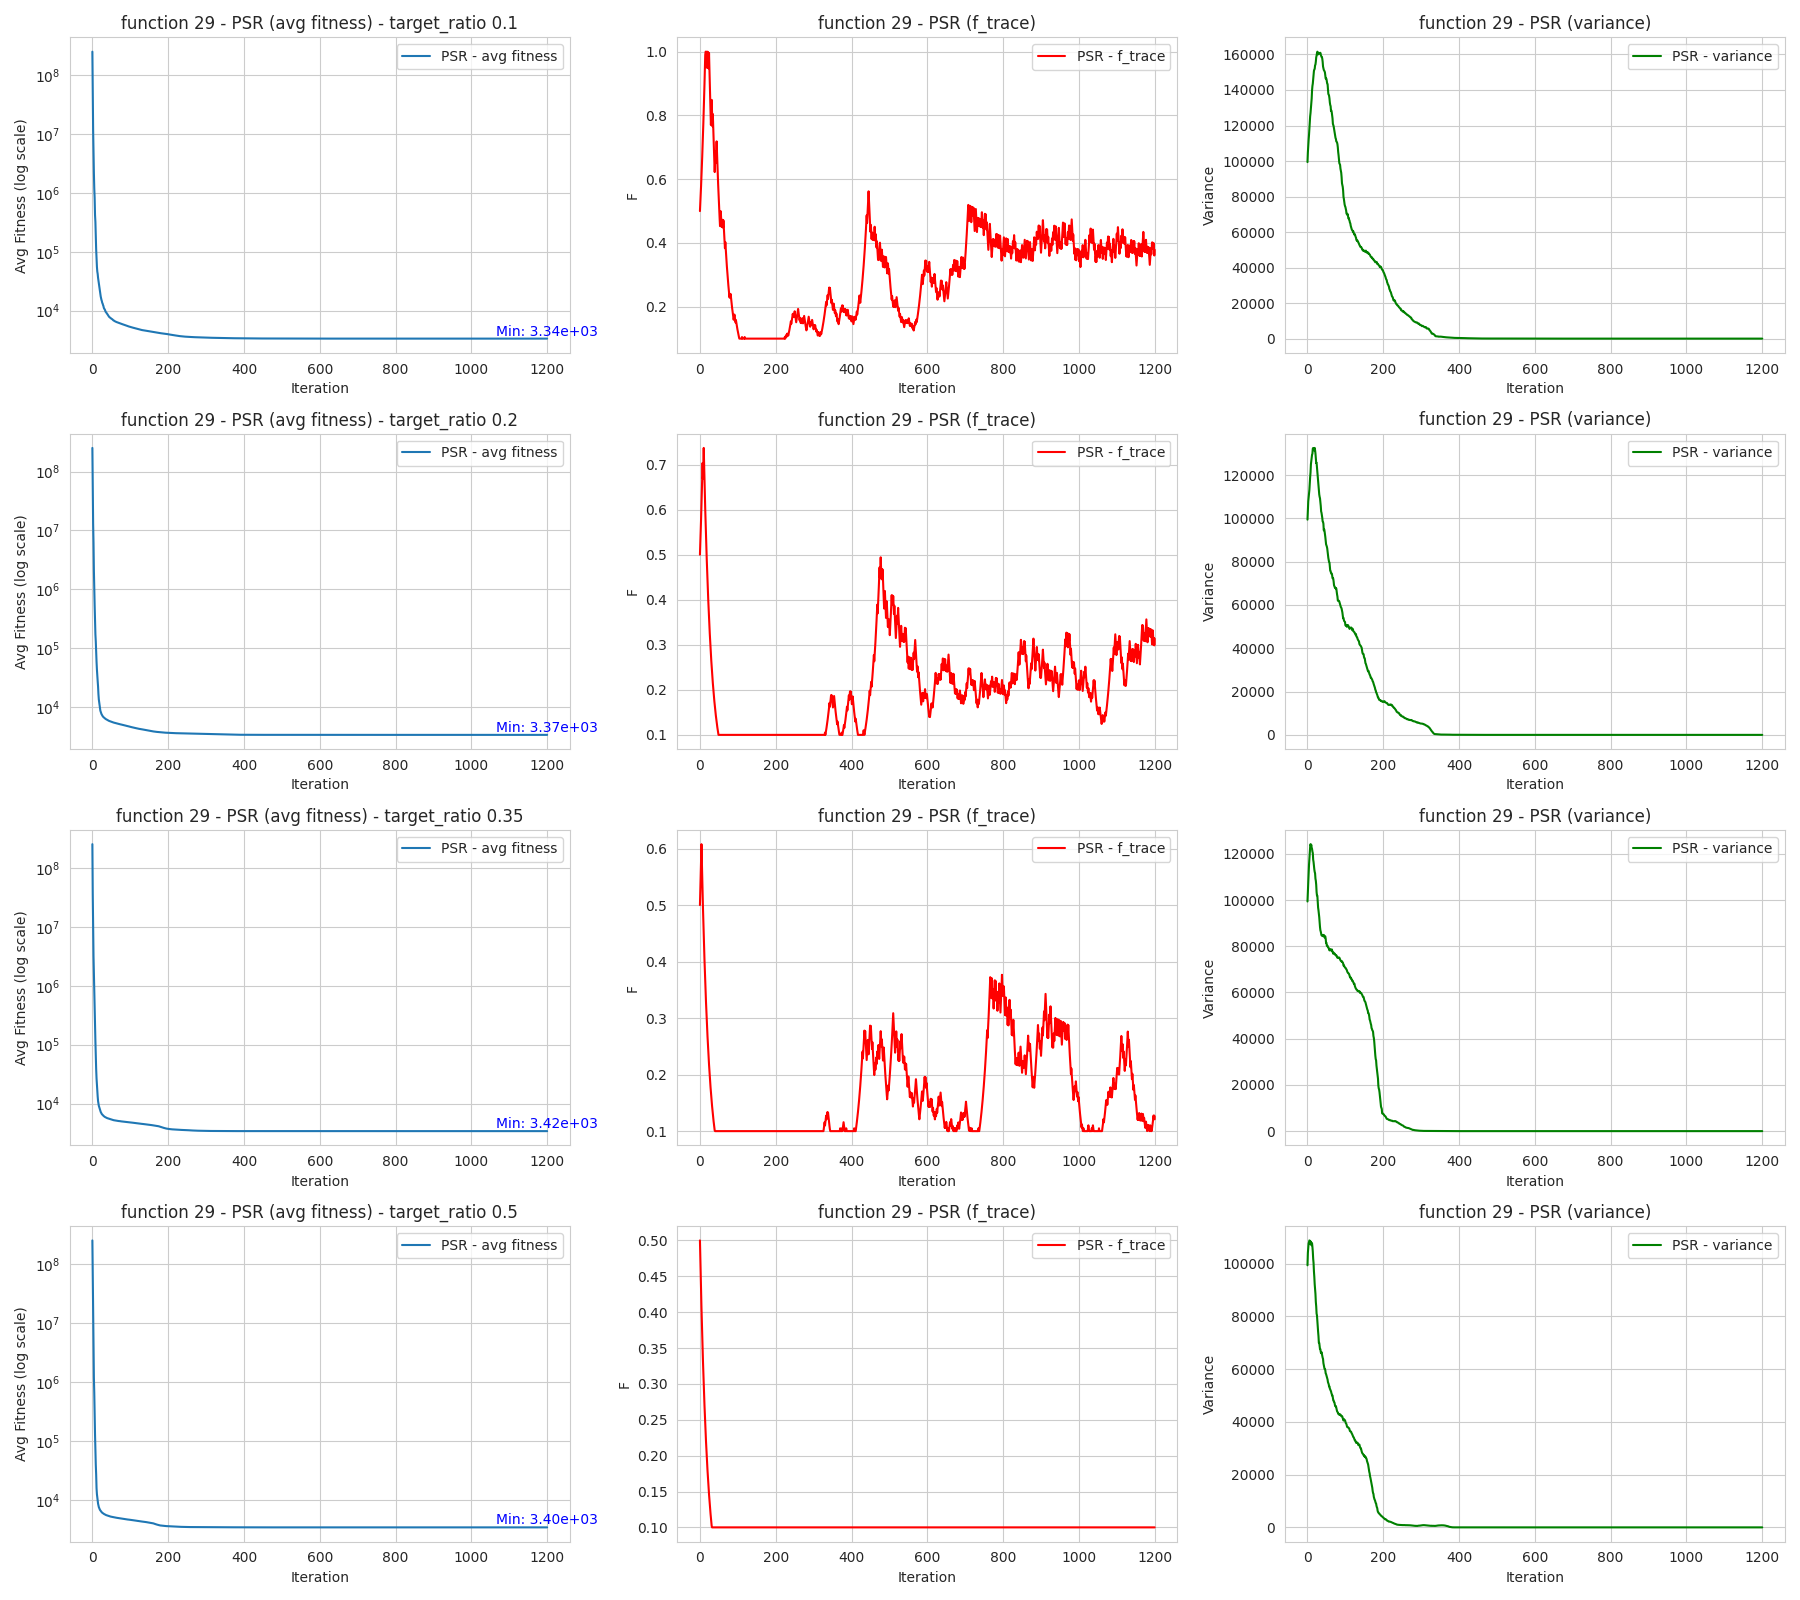 function 29 - PSR (avg fitness) - target_ratio 0.1
Avg Fitness (log scale)
10^8
10^7
10^6
10^5
10^4
PSR - avg fitness
Min: 3.34e+03
0 200 400 600 800 1000 1200
Iteration
function 29 - PSR (f_trace)
F
1.0
0.8
0.6
0.4
0.2
PSR - f_trace
0 200 400 600 800 1000 1200
Iteration
function 29 - PSR (variance)
Variance
160000
140000
120000
100000
80000
60000
40000
20000
0
PSR - variance
0 200 400 600 800 1000 1200
Iteration
function 29 - PSR (avg fitness) - target_ratio 0.2
Avg Fitness (log scale)
10^8
10^7
10^6
10^5
10^4
PSR - avg fitness
Min: 3.37e+03
0 200 400 600 800 1000 1200
Iteration
function 29 - PSR (f_trace)
F
0.7
0.6
0.5
0.4
0.3
0.2
0.1
PSR - f_trace
0 200 400 600 800 1000 1200
Iteration
function 29 - PSR (variance)
Variance
120000
100000
80000
60000
40000
20000
0
PSR - variance
0 200 400 600 800 1000 1200
Iteration
function 29 - PSR (avg fitness) - target_ratio 0.35
Avg Fitness (log scale)
10^8
10^7
10^6
10^5
10^4
PSR - avg fitness
Min: 3.42e+03
0 200 400 600 800 1000 1200
Iteration
function 29 - PSR (f_trace)
F
0.6
0.5
0.4
0.3
0.2
0.1
PSR - f_trace
0 200 400 600 800 1000 1200
Iteration
function 29 - PSR (variance)
Variance
120000
100000
80000
60000
40000
20000
0
PSR - variance
0 200 400 600 800 1000 1200
Iteration
function 29 - PSR (avg fitness) - target_ratio 0.5
Avg Fitness (log scale)
10^8
10^7
10^6
10^5
10^4
PSR - avg fitness
Min: 3.40e+03
0 200 400 600 800 1000 1200
Iteration
function 29 - PSR (f_trace)
F
0.50
0.45
0.40
0.35
0.30
0.25
0.20
0.15
0.10
PSR - f_trace
0 200 400 600 800 1000 1200
Iteration
function 29 - PSR (variance)
Variance
100000
80000
60000
40000
20000
0
PSR - variance
0 200 400 600 800 1000 1200
Iteration